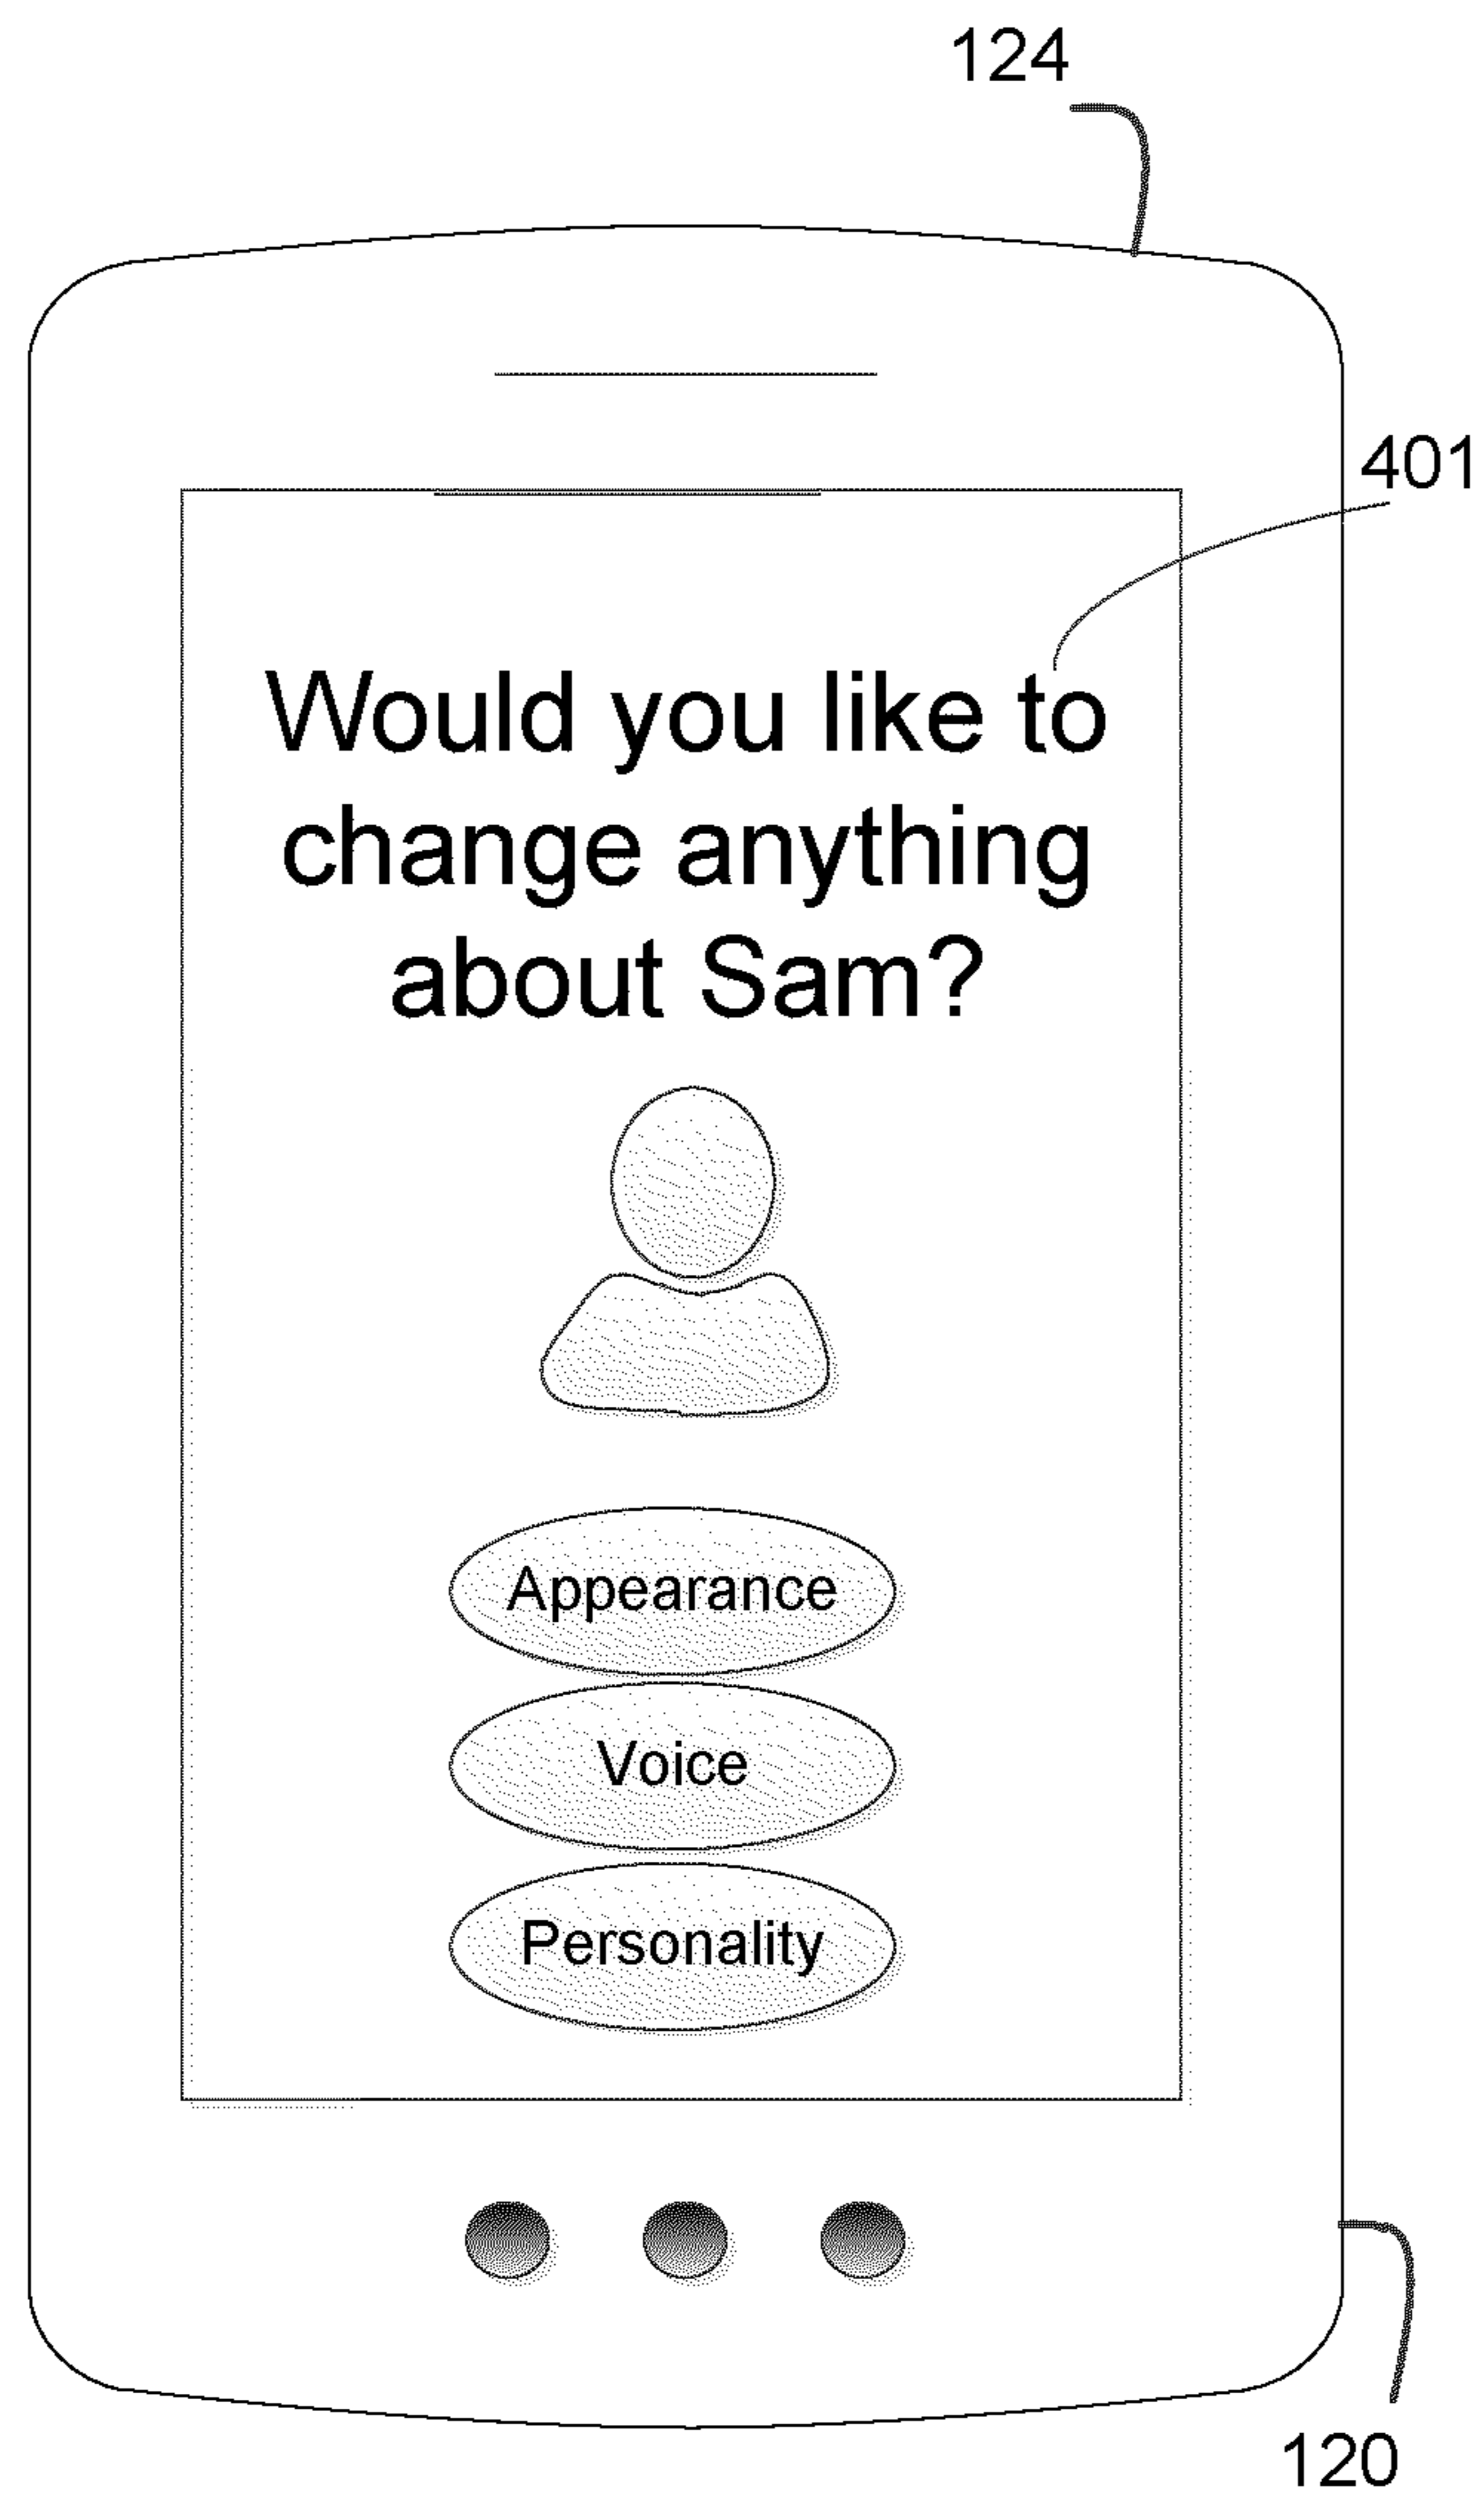 124
401
Would you like to
change anything
about Sam?
Appearance
Voice
Personality
120